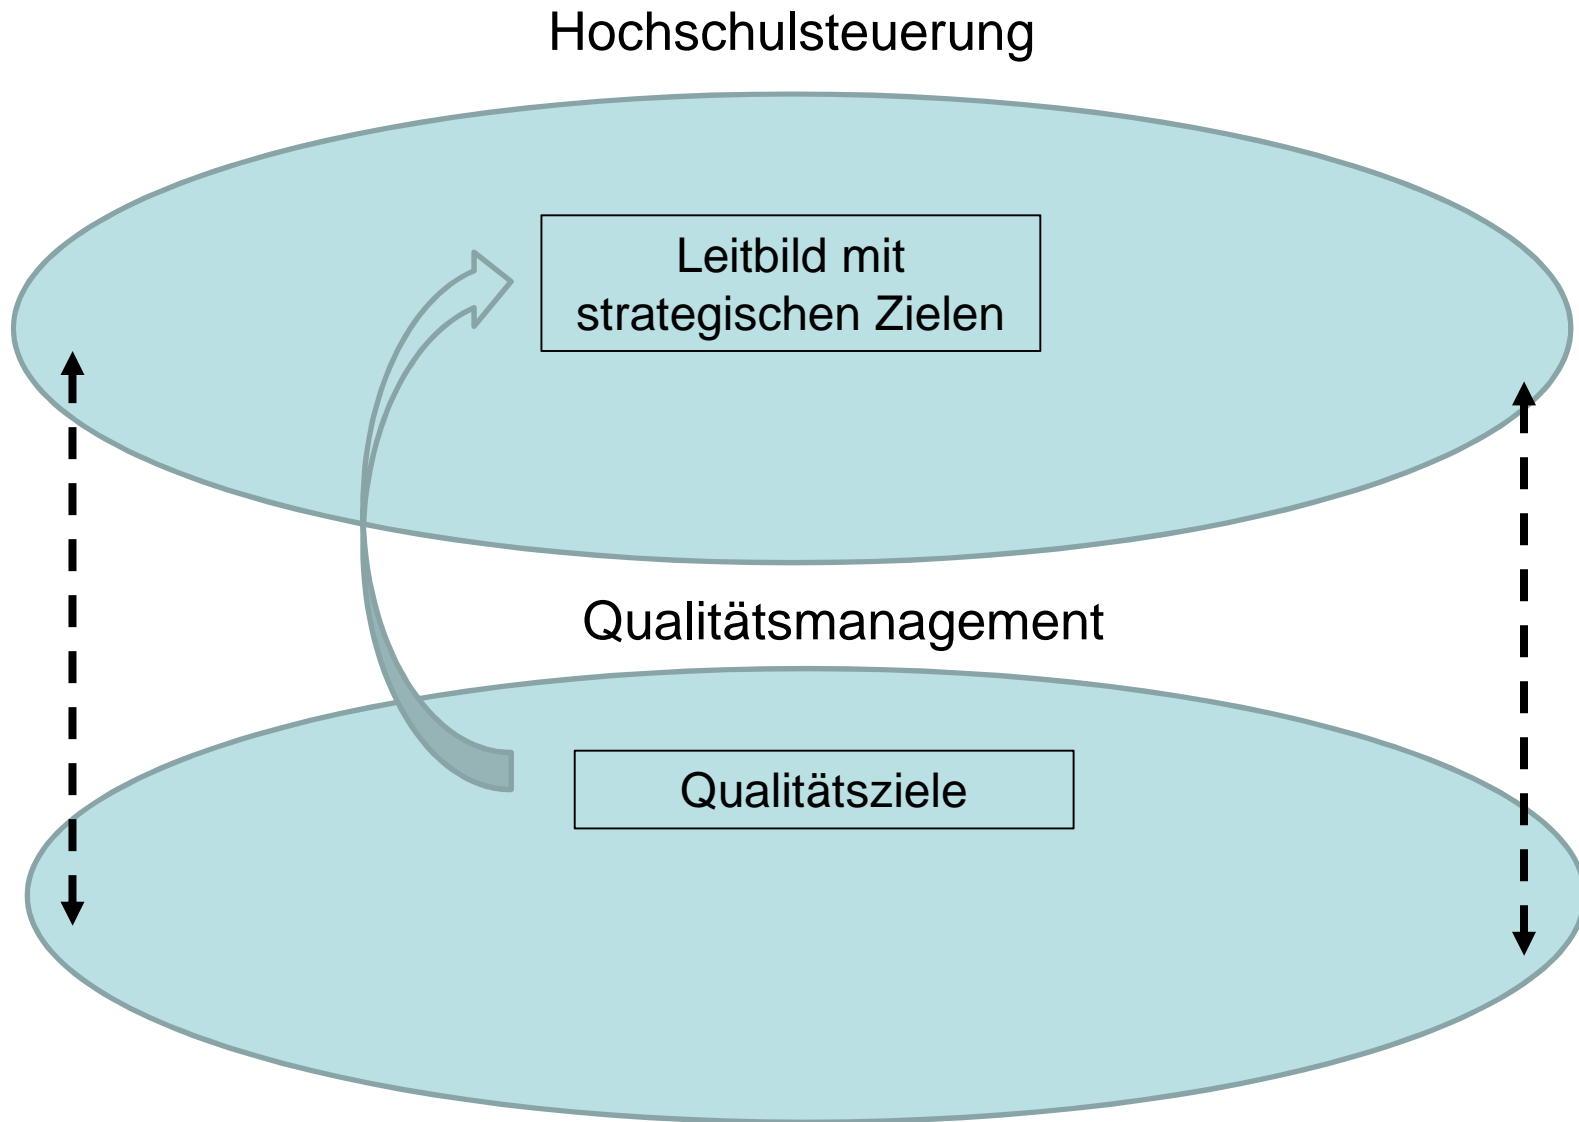 Hochschulsteuerung
Leitbild mit
strategischen Zielen
Qualitätsmanagement
Qualitätsziele